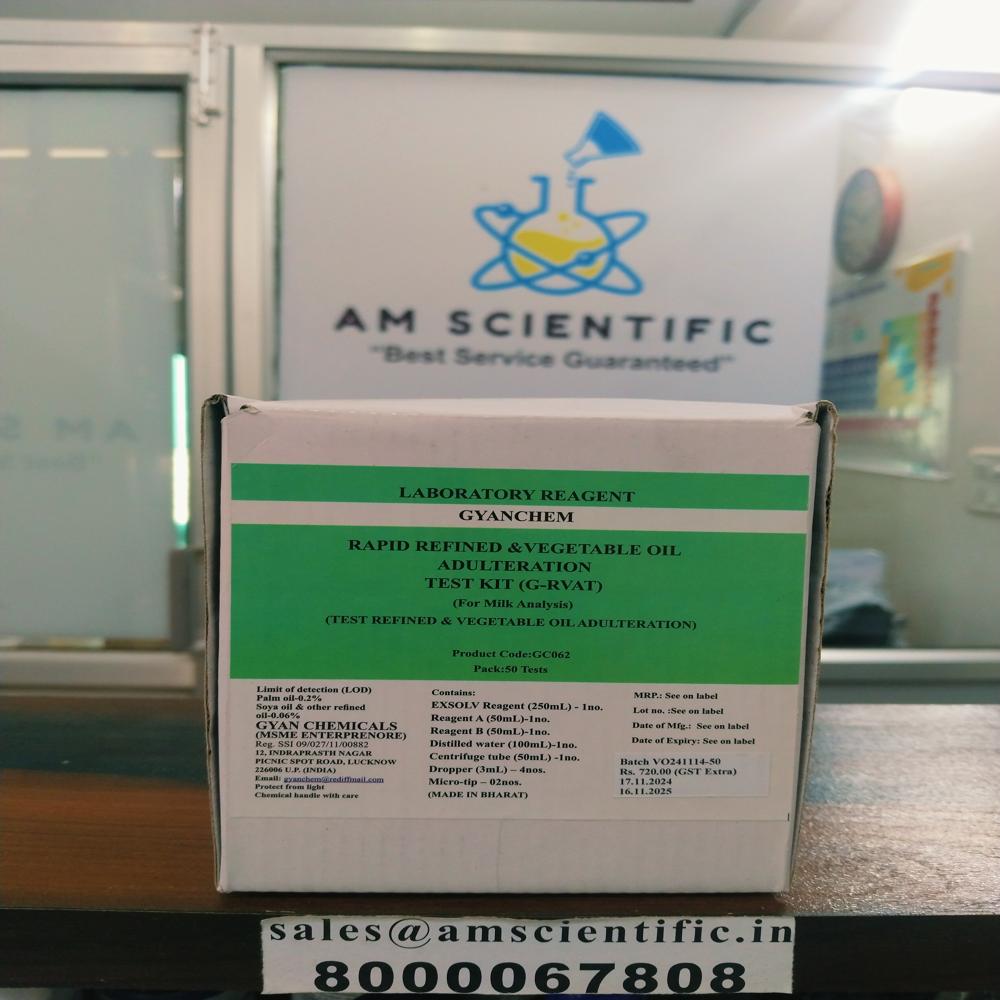 AM SCIENTIFIC
"Best Service Guaranteed"
LABORATORY REAGENT
GYANCHEM
RAPID REFINED &VEGETABLE OIL
ADULTERATION
TEST KIT (G-RVAT)
(For Milk Analysis)
(TEST REFINED & VEGETABLE OIL ADULTERATION)
Product Code:GC062
Pack:50 Tests
Limit of detection (LOD)
Palm oil-0.2%
Soya oil & other refined
oil-0.06%
GYAN CHEMICALS
(MSME ENTERPRENORE)
Reg. SSI 09/027/11/00882
12, INDRAPRASTH NAGAR
PICNIC SPOT ROAD, LUCKNOW
226006 U.P. (INDIA)
Email: gyanchem@rediffmail.com
Protect from light
Chemical handle with care
Contains:
EXSOLV Reagent (250mL) - 1no.
Reagent A (50mL)-1no.
Reagent B (50mL)-1no.
Distilled water (100mL)-1no.
Centrifuge tube (50mL) -1no.
Dropper (3mL) – 4nos.
Micro-tip – 02nos.
(MADE IN BHARAT)
MRP.: See on label
Lot no. :See on label
Date of Mfg.: See on label
Date of Expiry: See on label
Batch VO241114-50
Rs. 720.00 (GST Extra)
17.11.2024
16.11.2025
sales@amscientific.in
8000067808